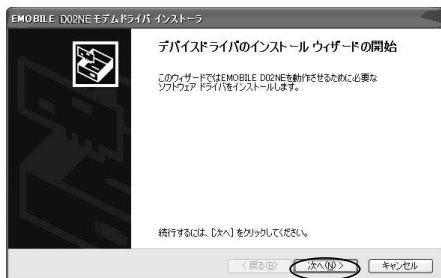 EMOBILE D02NE モデムドライバ インストーラ
デバイスドライバのインストール ウィザードの開始
このウィザードではEMOBILE D02NEを動作させるために必要な
ソフトウェア ドライバをインストールします。
続行するには、[次へ] をクリックしてください。
< 戻る(B)
次へ(N) >
キャンセル